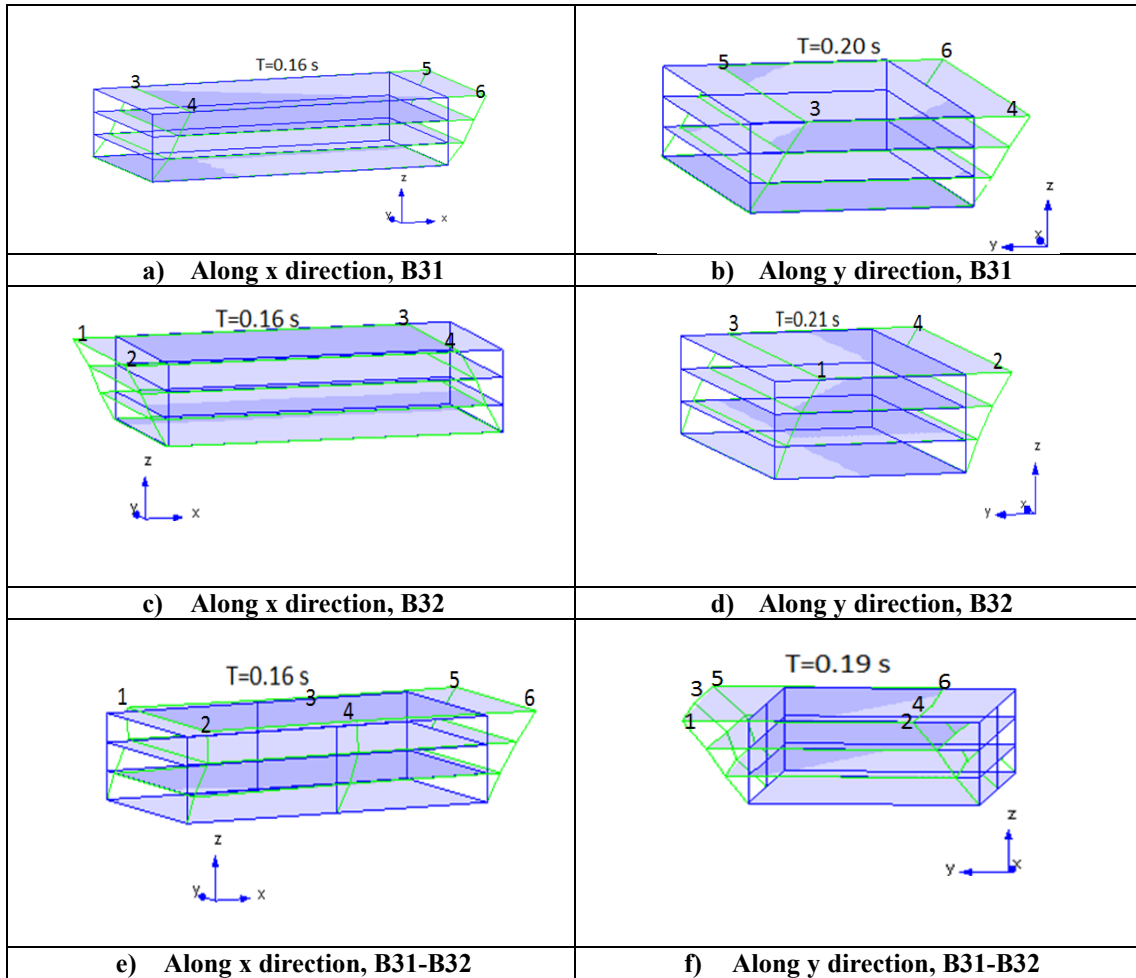 T=0.16 s
3
4
5
6
z
y
x
a) Along x direction, B31
T=0.20 s
5
6
3
4
z
y
x
b) Along y direction, B31
T=0.16 s
1
2
3
4
z
y
x
c) Along x direction, B32
T=0.21 s
3
4
1
2
z
y
x
d) Along y direction, B32
T=0.16 s
1
2
3
4
5
6
z
y
x
e) Along x direction, B31-B32
T=0.19 s
5
3
1
6
4
2
z
y
x
f) Along y direction, B31-B32